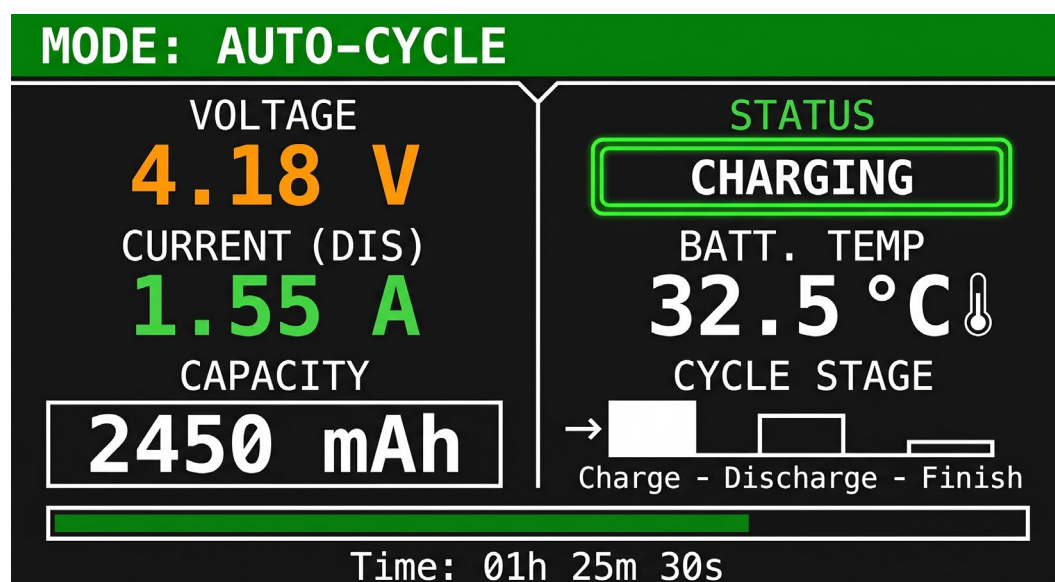 MODE: AUTO-CYCLE
VOLTAGE
4.18 V
CURRENT (DIS)
1.55 A
CAPACITY
2450 mAh
STATUS
CHARGING
BATT. TEMP
32.5 °C
CYCLE STAGE
→
Charge - Discharge - Finish
Time: 01h 25m 30s